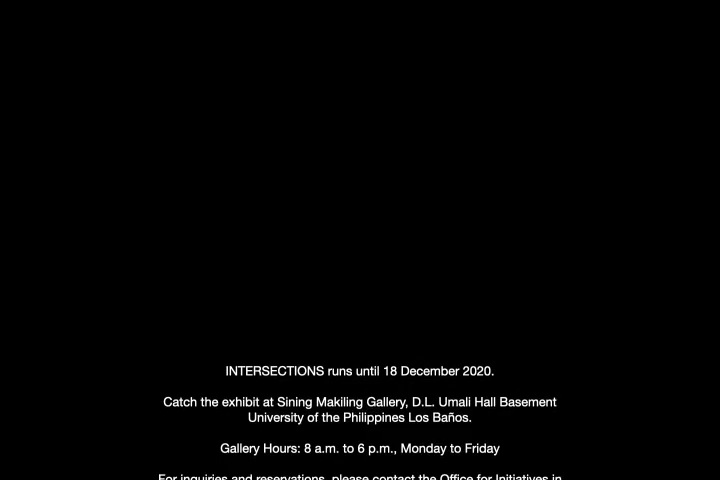 INTERSECTIONS runs until 18 December 2020.
Catch the exhibit at Sining Makiling Gallery, D.L. Umali Hall Basement
University of the Philippines Los Baños.
Gallery Hours: 8 a.m. to 6 p.m., Monday to Friday
For inquiries and reservations, please contact the Office for Initiatives in